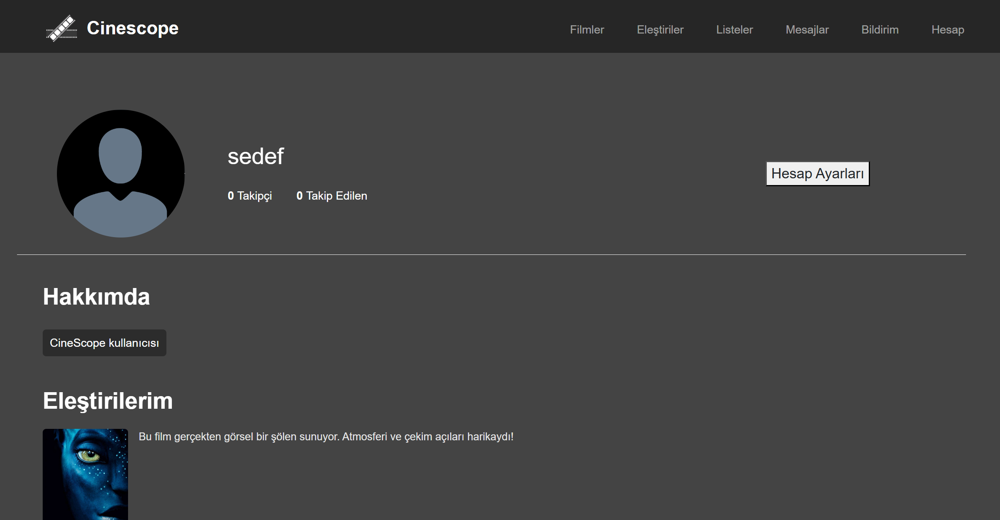 Cinescope
Filmler Eleştiriler Listeler Mesajlar Bildirim Hesap
sedef
0 Takipçi 0 Takip Edilen
Hesap Ayarları
Hakkımda
CineScope kullanıcısı
Eleştirilerim
Bu film gerçekten görsel bir şölen sunuyor. Atmosferi ve çekim açıları harikaydı!